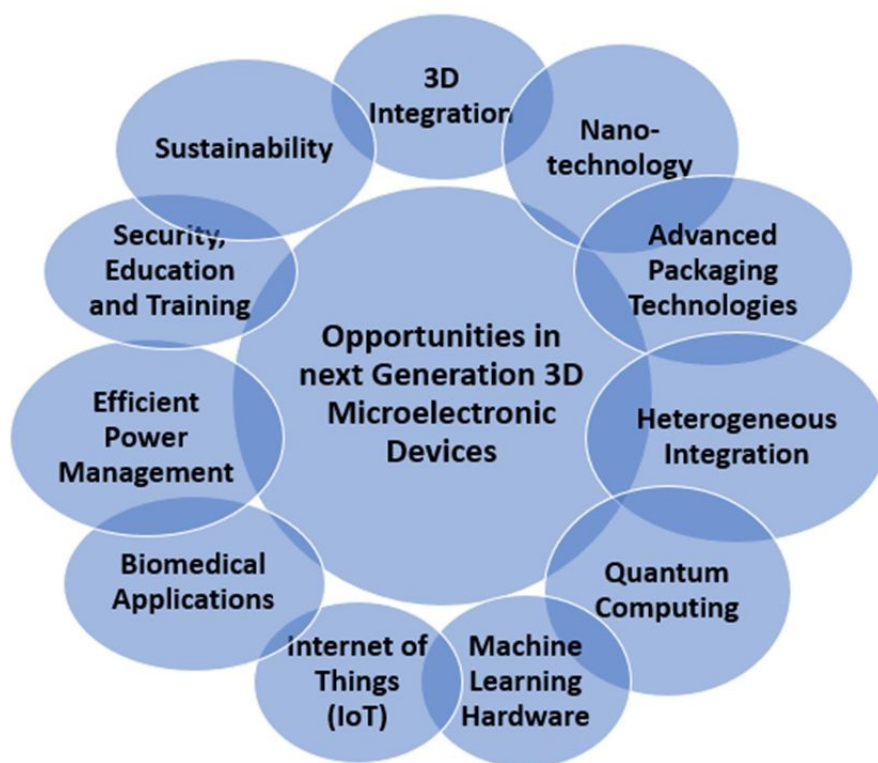 3D
Integration
Nano-
technology
Advanced
Packaging
Technologies
Heterogeneous
Integration
Quantum
Computing
Machine
Learning
Hardware
Internet of
Things
(IoT)
Biomedical
Applications
Efficient
Power
Management
Security,
Education
and Training
Sustainability
Opportunities in
next Generation 3D
Microelectronic
Devices